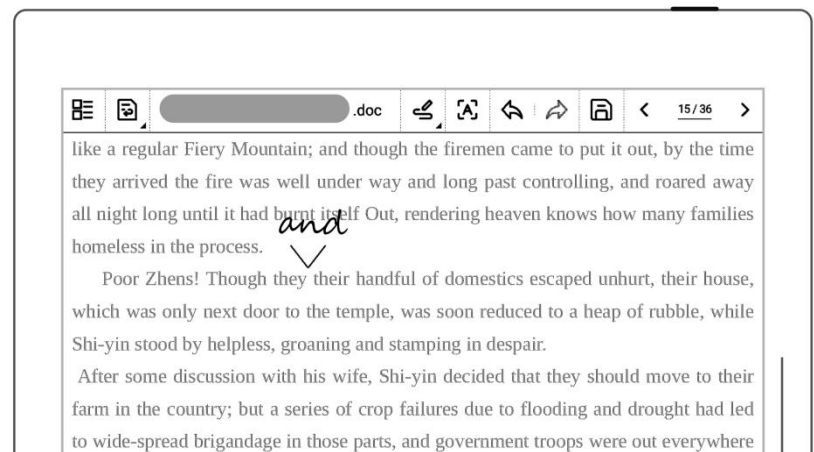 .doc
15/36
like a regular Fiery Mountain; and though the firemen came to put it out, by the time
they arrived the fire was well under way and long past controlling, and roared away
all night long until it had burnt itself Out, rendering heaven knows how many families
and
homeless in the process.
Poor Zhens! Though they their handful of domestics escaped unhurt, their house,
which was only next door to the temple, was soon reduced to a heap of rubble, while
Shi-yin stood by helpless, groaning and stamping in despair.
After some discussion with his wife, Shi-yin decided that they should move to their
farm in the country; but a series of crop failures due to flooding and drought had led
to wide-spread brigandage in those parts, and government troops were out everywhere